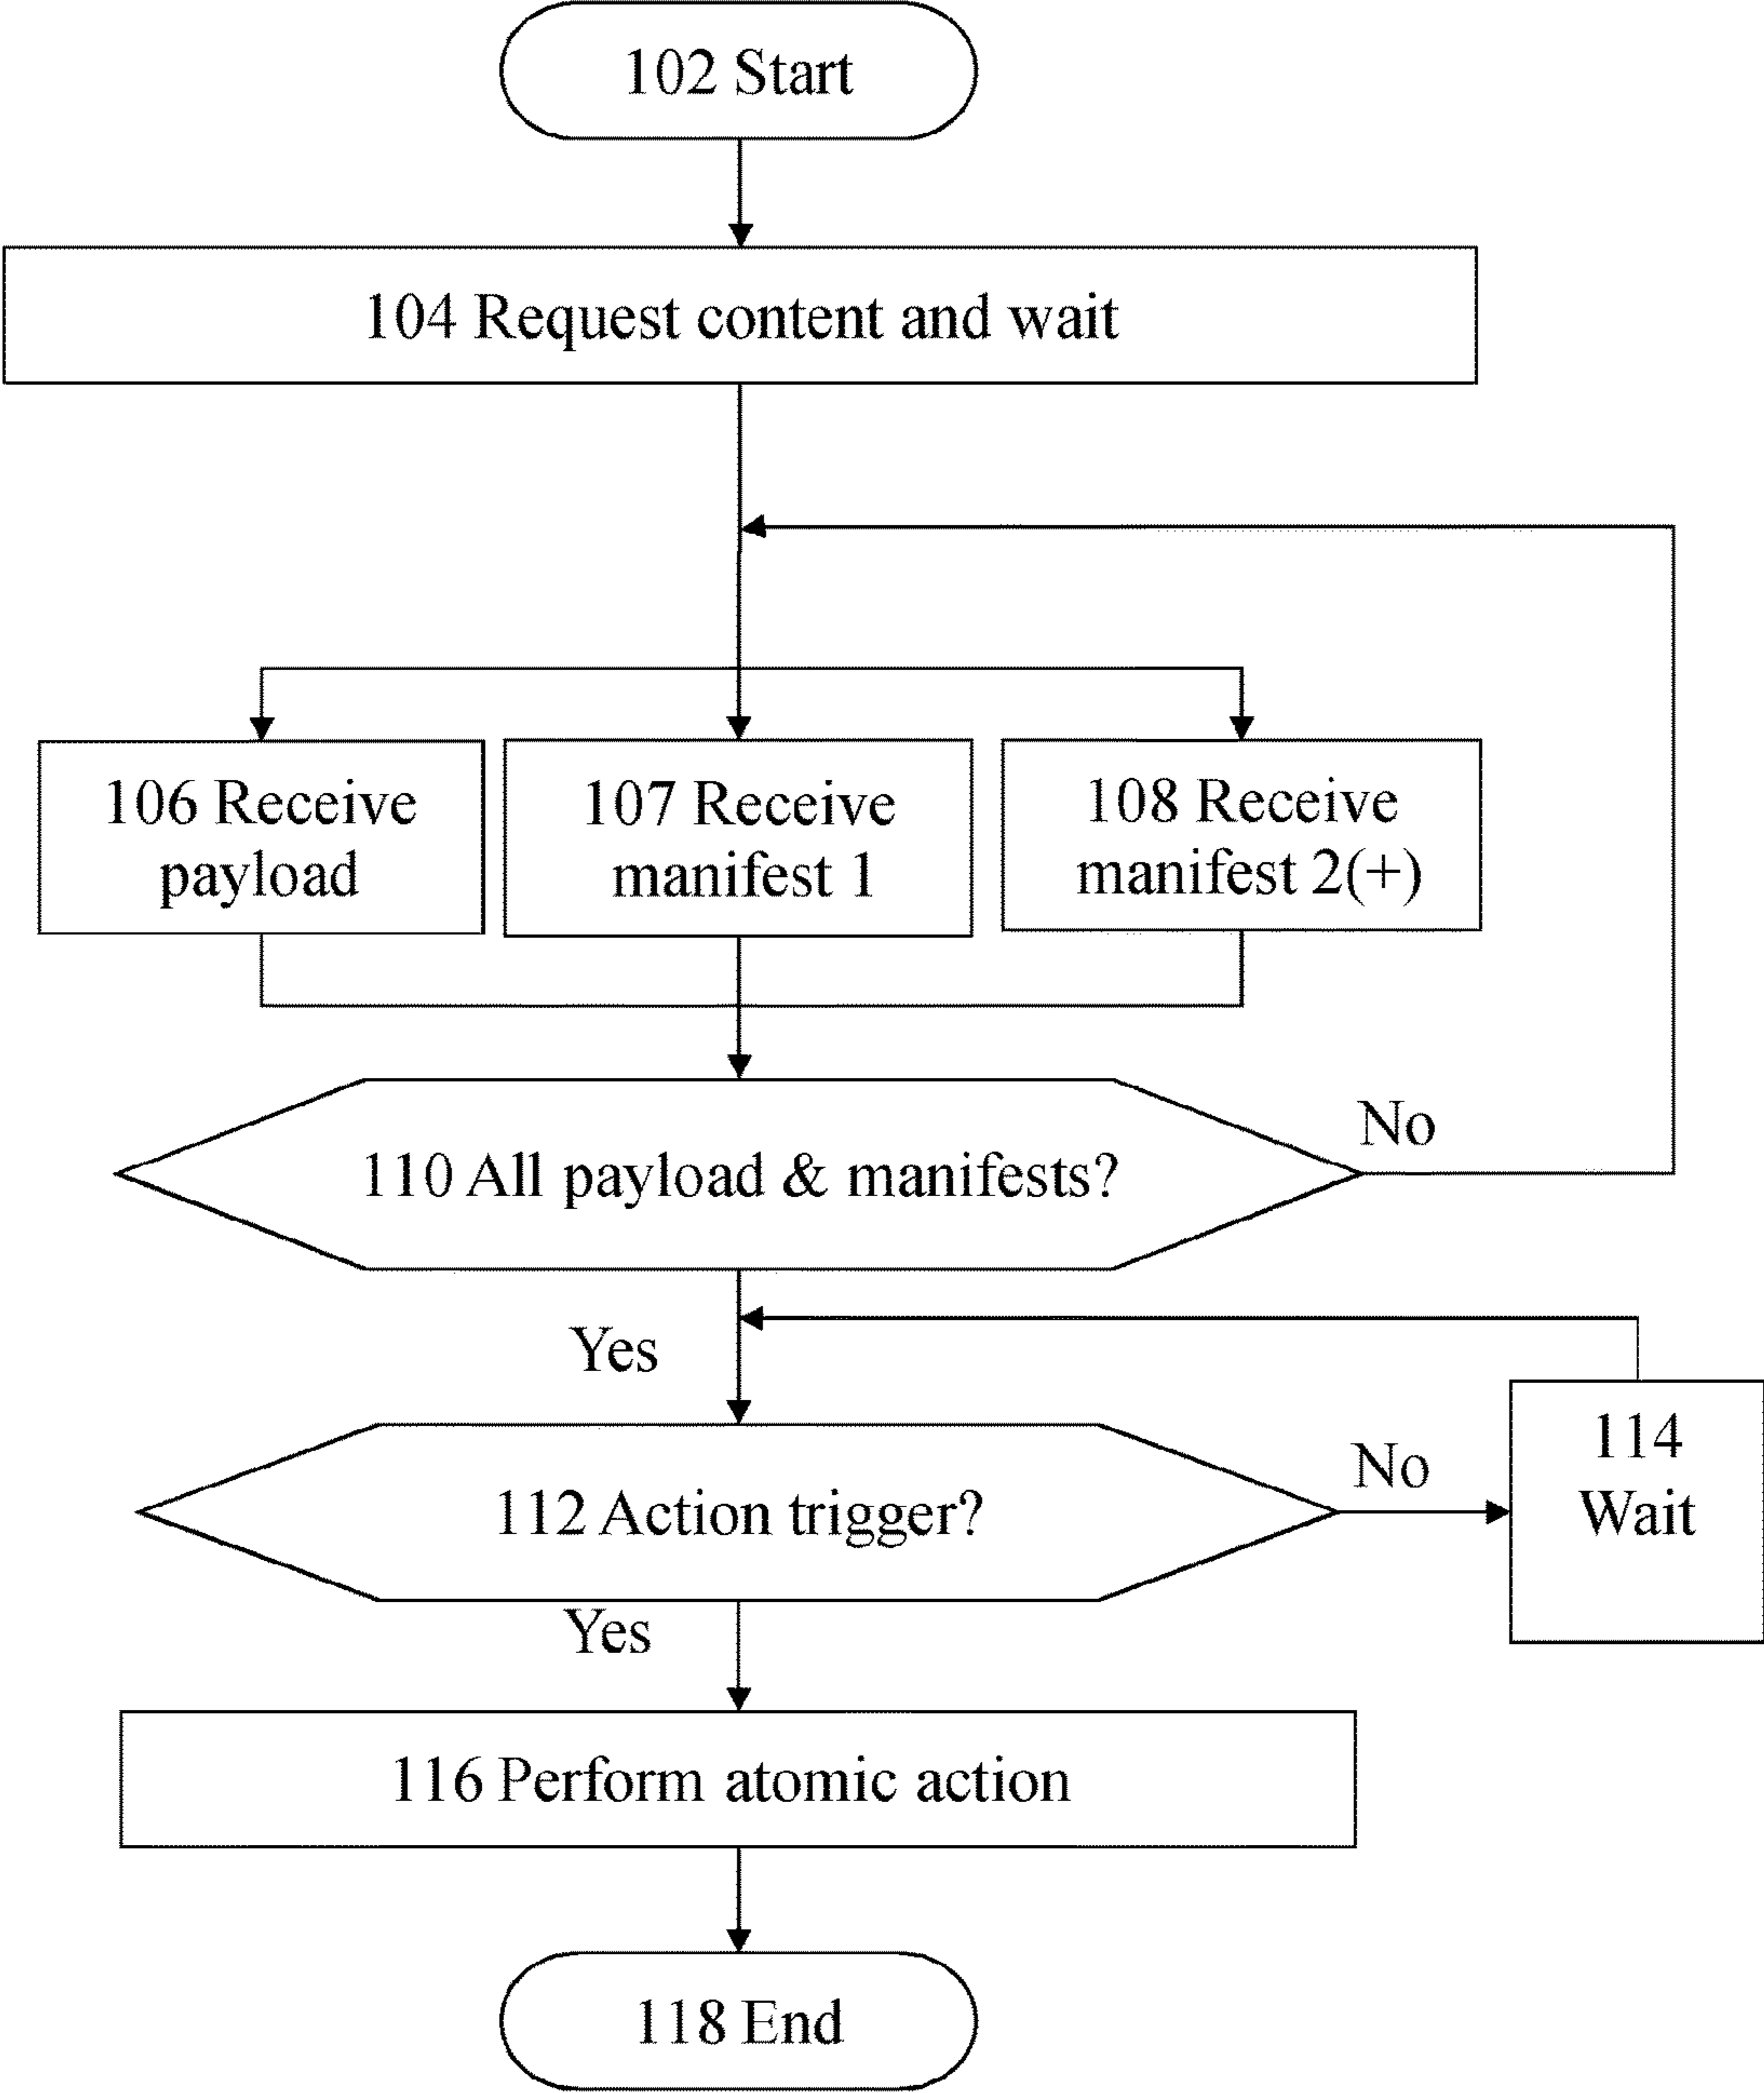 102 Start
104 Request content and wait
106 Receive
payload
107 Receive
manifest 1
108 Receive
manifest 2(+)
110 All payload & manifests?
No
Yes
112 Action trigger?
No
114
Wait
Yes
116 Perform atomic action
118 End